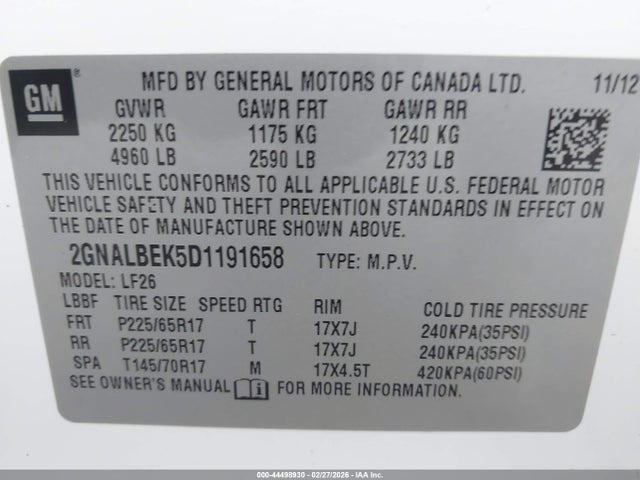 GM ®
MFD BY GENERAL MOTORS OF CANADA LTD. 11/12
GVWR GAWR FRT GAWR RR
2250 KG 1175 KG 1240 KG
4960 LB 2590 LB 2733 LB
THIS VEHICLE CONFORMS TO ALL APPLICABLE U.S. FEDERAL MOTOR
VEHICLE SAFETY AND THEFT PREVENTION STANDARDS IN EFFECT ON
THE DATE OF MANUFACTURE SHOWN ABOVE.
2GNALBEK5D1191658 TYPE: M.P.V.
MODEL: LF26
LBBF TIRE SIZE SPEED RTG RIM COLD TIRE PRESSURE
FRT P225/65R17 T 17X7J 240KPA(35PSI)
RR P225/65R17 T 17X7J 240KPA(35PSI)
SPA T145/70R17 M 17X4.5T 420KPA(60PSI)
SEE OWNER'S MANUAL FOR MORE INFORMATION.
000-44498930 - 02/27/2026 - IAA Inc.